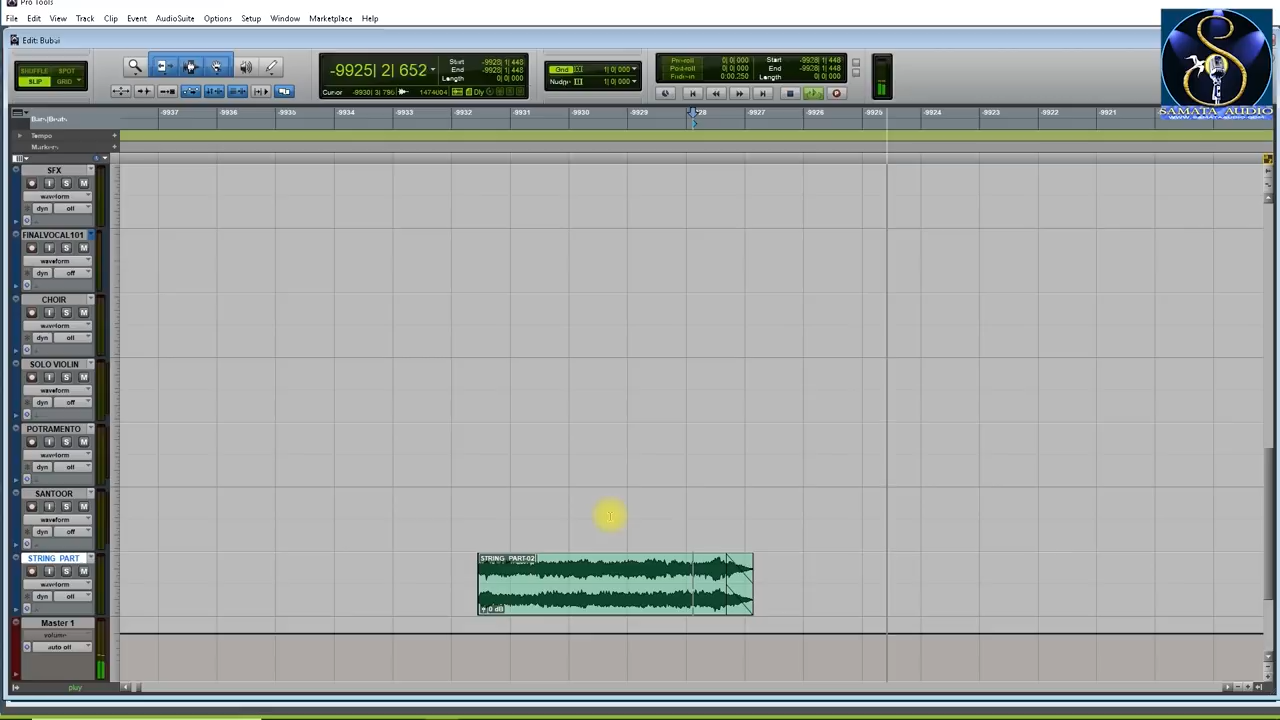 Pro Tools
File Edit View Track Clip Event AudioSuite Options Setup Window Marketplace Help
Edit: Bubai
SHUFFLE SPOT
SLIP GRID
-9925| 2| 652
Start -9928| 1| 448
End -9928| 1| 448
Length 0| 0| 000
Cursor
Dly
Grid 1| 0| 000
Nudge 1| 0| 000
Pre-roll 0| 0| 000
Post-roll 0| 0| 000
Fade-in 0:00.250
Start -9928| 1| 448
End -9928| 1| 448
Length 0| 0| 000
SAMATA AUDIO
Bars|Beats
-9937 -9936 -9935 -9934 -9933 -9932 -9931 -9930 -9929 28 -9927 -9926 -9925 -9924 -9923 -9922 -9921
Tempo
Markers
SFX
I S M
waveform
dyn off
FINALVOCAL101
I S M
waveform
dyn off
CHOIR
I S M
waveform
dyn off
SOLO VIOLIN
I S M
waveform
dyn off
POTRAMENTO
I S M
waveform
dyn off
SANTOOR
I S M
waveform
dyn off
STRING PART
I S M
waveform
dyn off
STRING PART-02
0 dB
Master 1
volume
auto off
play